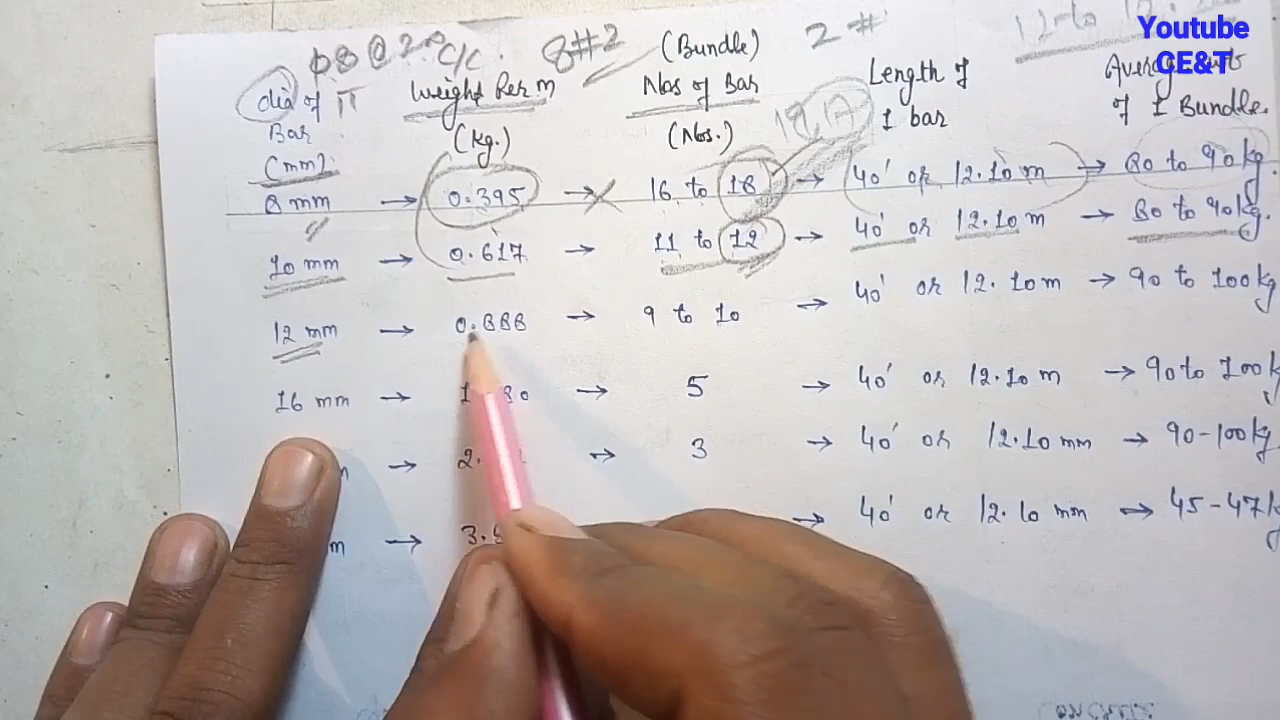 Youtube
CE&T
8#2 (Bundle) 2#
dia of π Weight Per m Nos of Bar Length of
Bar (Kg.) (Nos.) 1 bar of 1 Bundle.
(mm)
8 mm → 0.395 → 16 to 18 → 40' or 12.10 m → 80 to 90 kg
10 mm → 0.617 → 11 to 12 → 40' or 12.10 m → 80 to 90 kg.
12 mm → 0.888 → 9 to 10 → 40' or 12.10 m → 90 to 100 kg
16 mm → → 5 → 40' or 12.10 m → 90 to 100 k
→ 3 → 40' or 12.10 mm → 90-100 kg
→ → 40' or 12.10 mm → 45-47 k